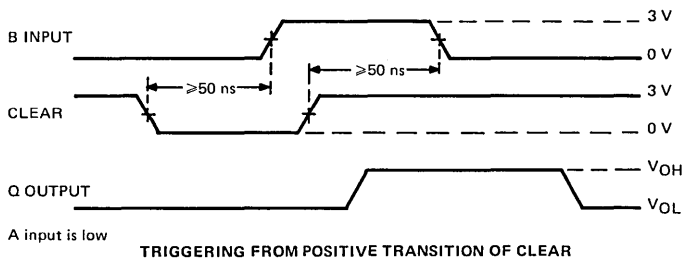 B INPUT
3 V
0 V
⩾50 ns
⩾50 ns
CLEAR
3 V
0 V
Q OUTPUT
VOH
VOL
A input is low
TRIGGERING FROM POSITIVE TRANSITION OF CLEAR